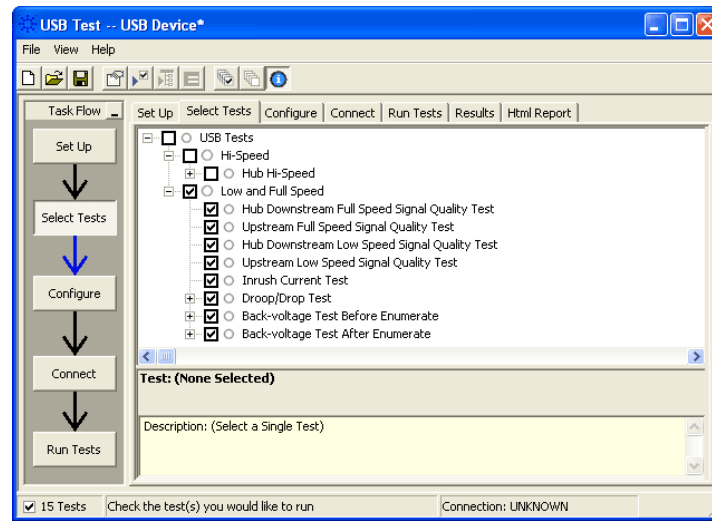 USB Test -- USB Device*
File View Help
Task Flow
Set Up Select Tests Configure Connect Run Tests Results Html Report
Set Up
Select Tests
Configure
Connect
Run Tests
USB Tests
Hi-Speed
Hub Hi-Speed
Low and Full Speed
Hub Downstream Full Speed Signal Quality Test
Upstream Full Speed Signal Quality Test
Hub Downstream Low Speed Signal Quality Test
Upstream Low Speed Signal Quality Test
Inrush Current Test
Droop/Drop Test
Back-voltage Test Before Enumerate
Back-voltage Test After Enumerate
Test: (None Selected)
Description: (Select a Single Test)
15 Tests Check the test(s) you would like to run Connection: UNKNOWN